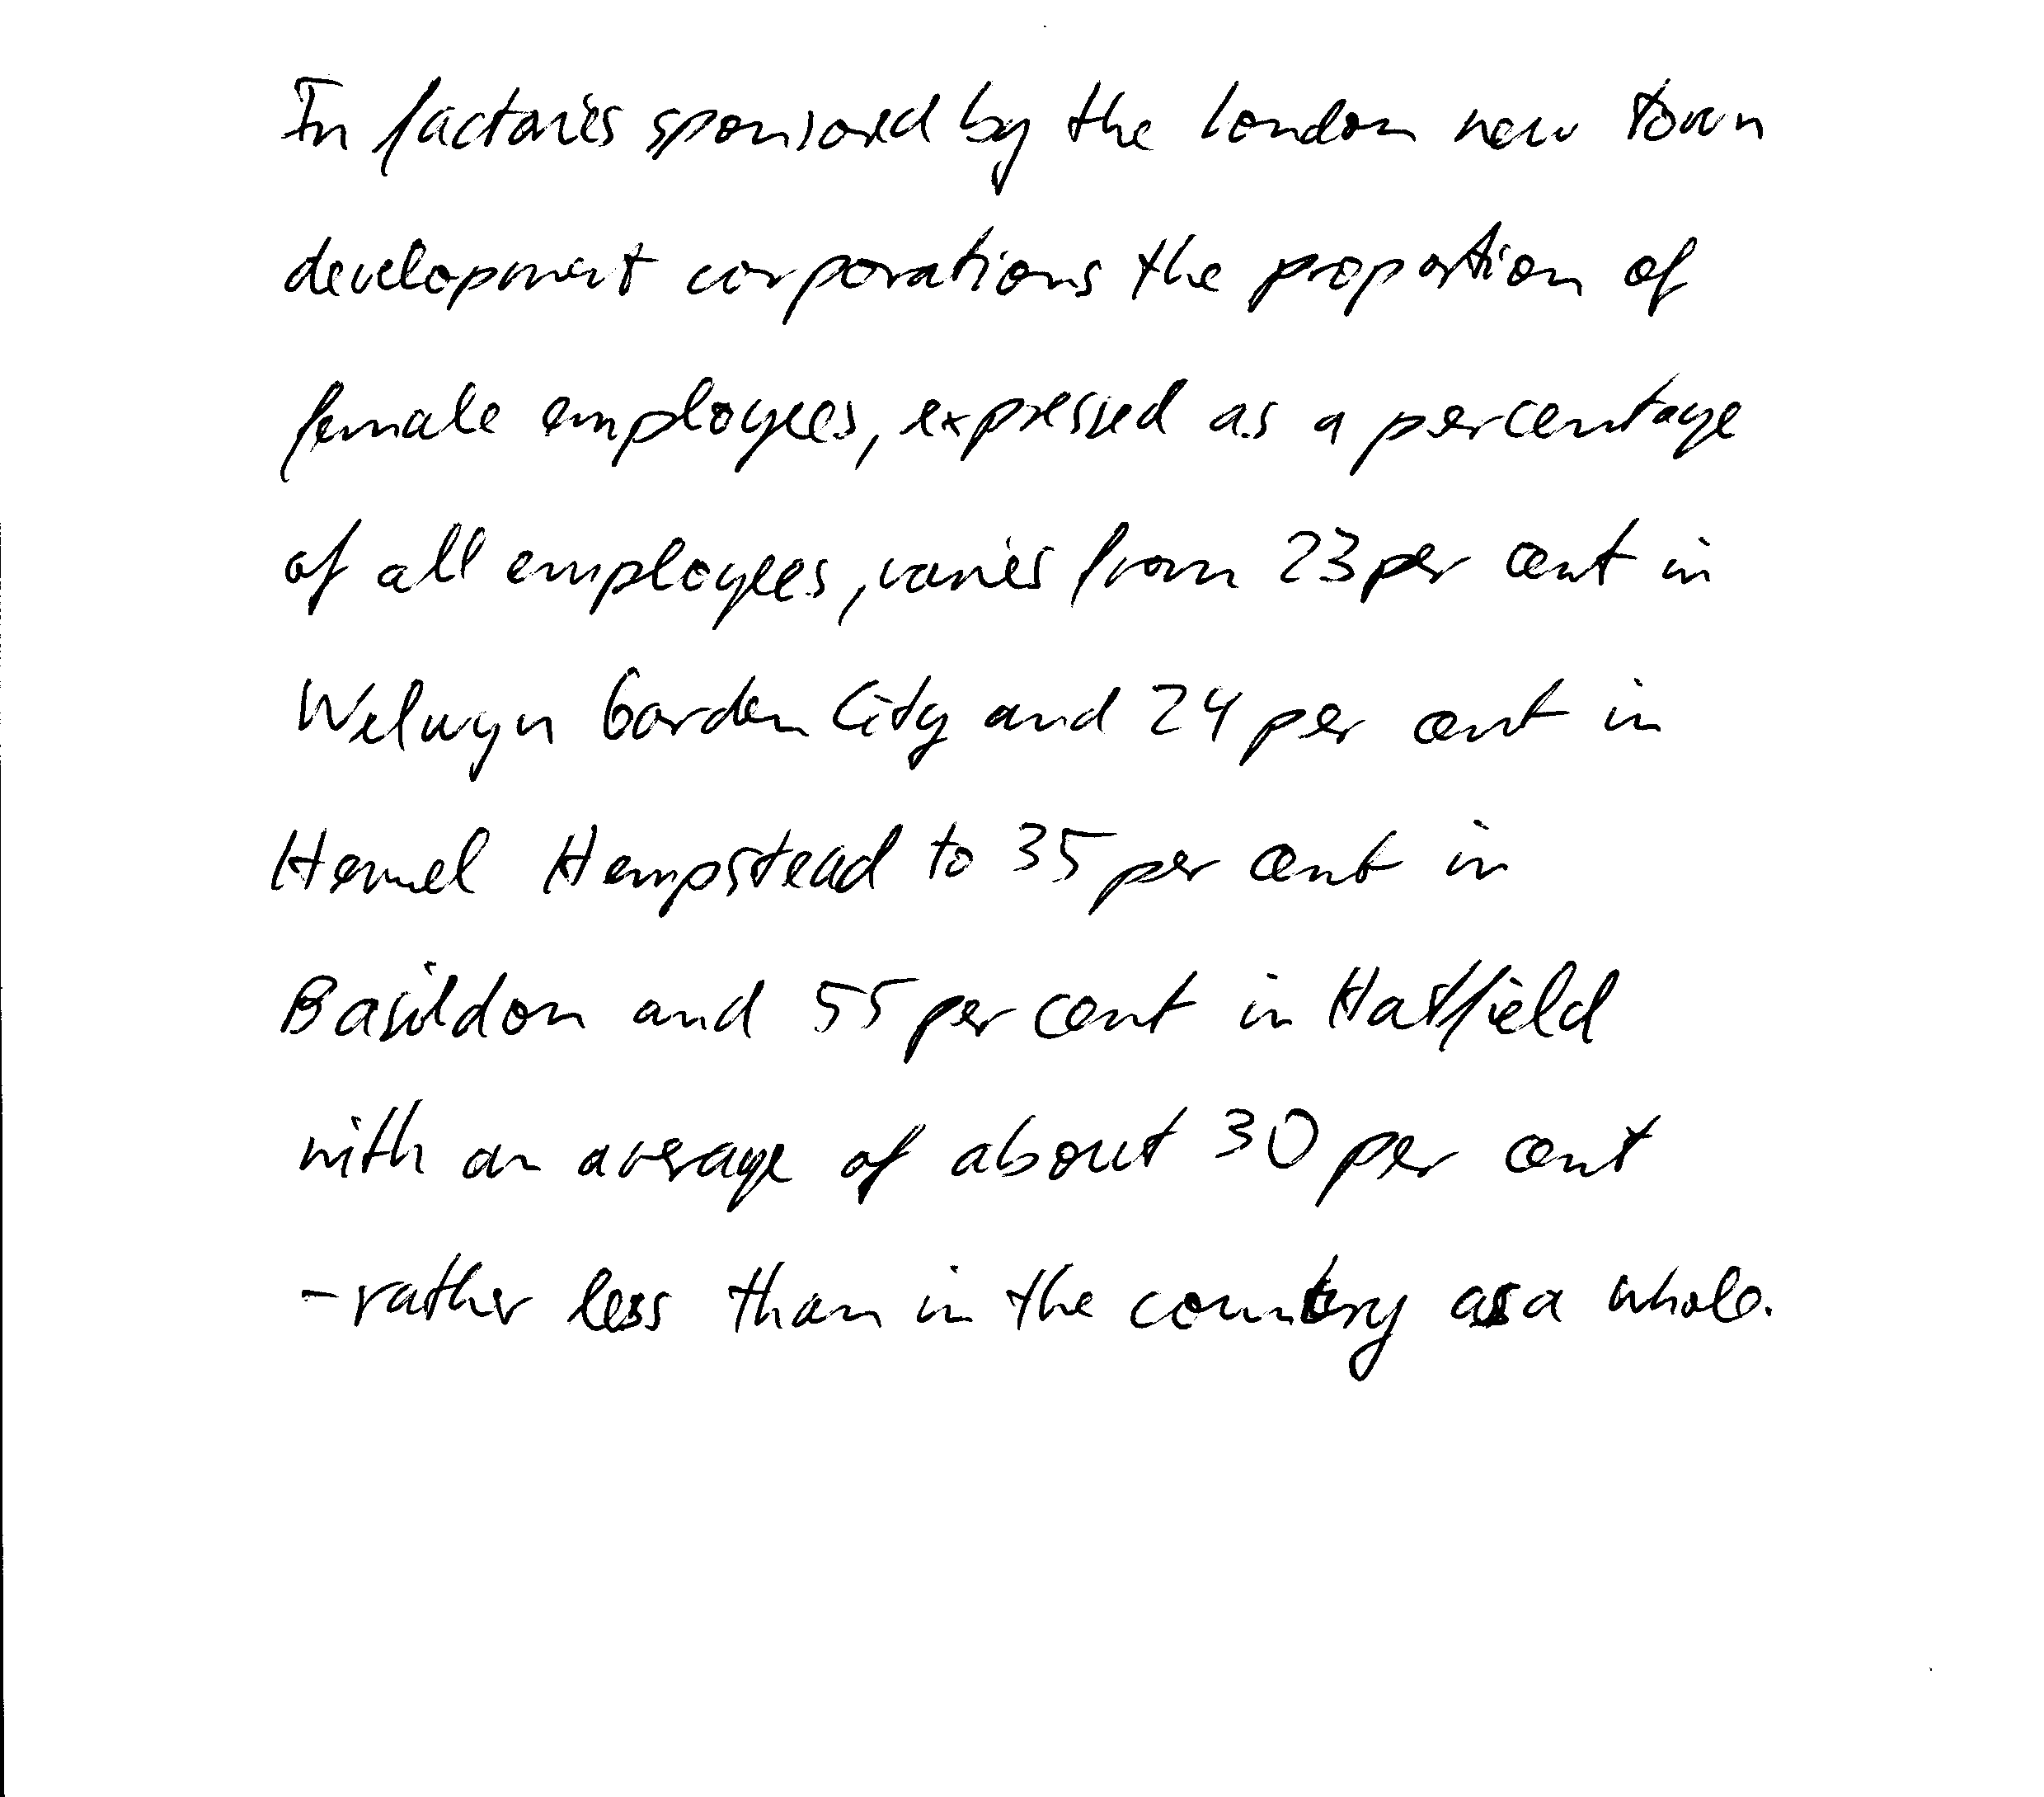 In factories sponsored by the London new town
development corporations the proportion of
female employees, expressed as a percentage
of all employees, varies from 23 per cent in
Welwyn Garden City and 24 per cent in
Hemel Hempstead to 35 per cent in
Basildon and 55 per cent in Hatfield
with an average of about 30 per cent
- rather less than in the country as a whole.